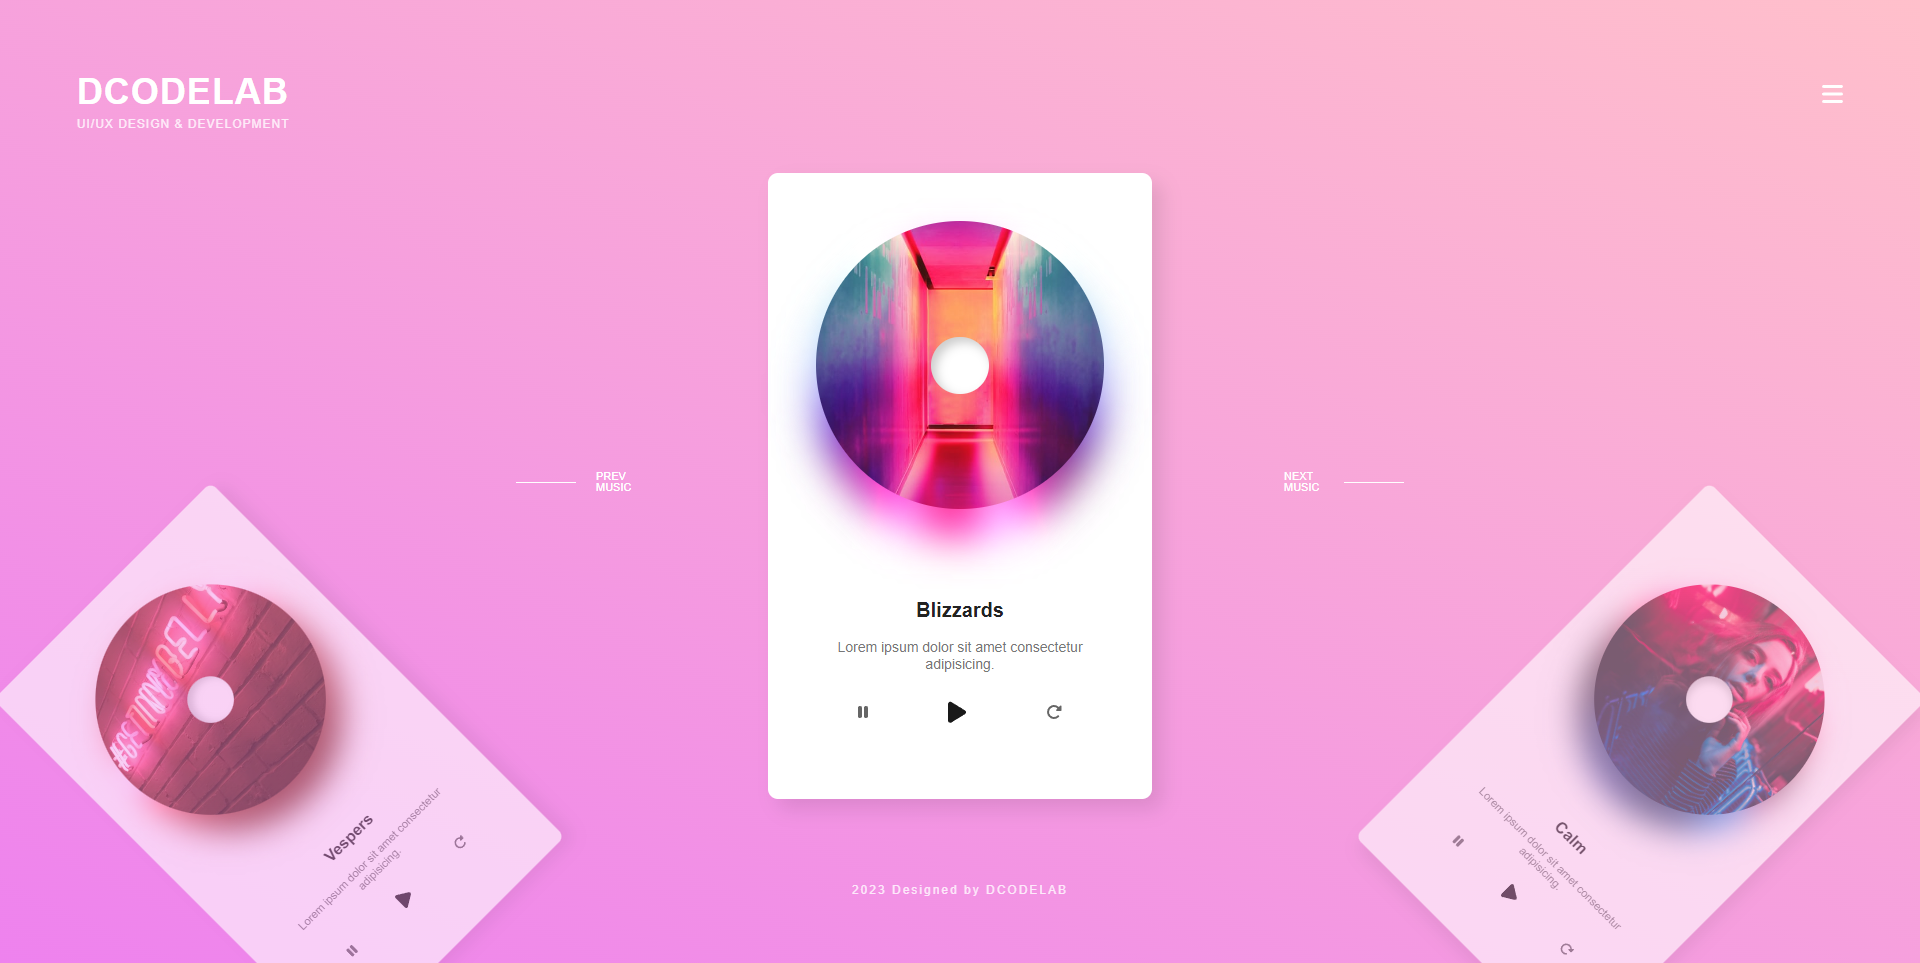 DCODELAB
UI/UX DESIGN & DEVELOPMENT
PREV
MUSIC
NEXT
MUSIC
Blizzards
Lorem ipsum dolor sit amet consectetur
adipisicing.
Vespers
Lorem ipsum dolor sit amet consectetur
adipisicing.
Calm
Lorem ipsum dolor sit amet consectetur
adipisicing.
2023 Designed by DCODELAB